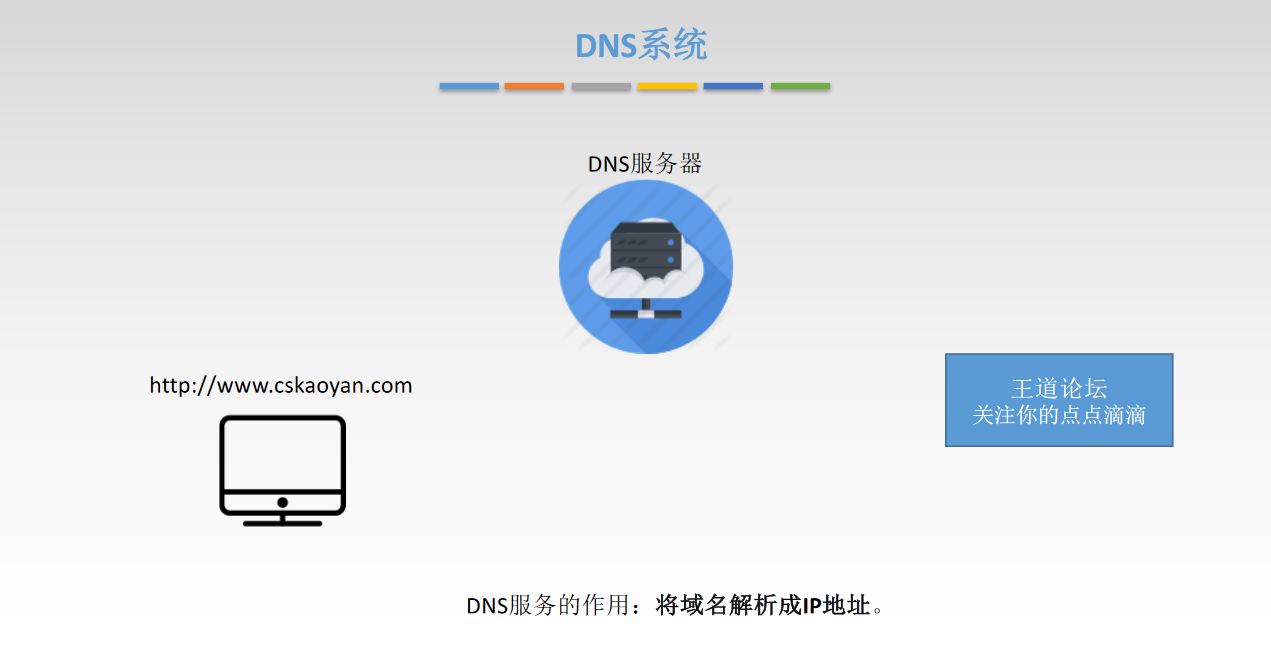 DNS系统
DNS服务器
http://www.cskaoyan.com
王道论坛
关注你的点点滴滴
DNS服务的作用：将域名解析成IP地址。